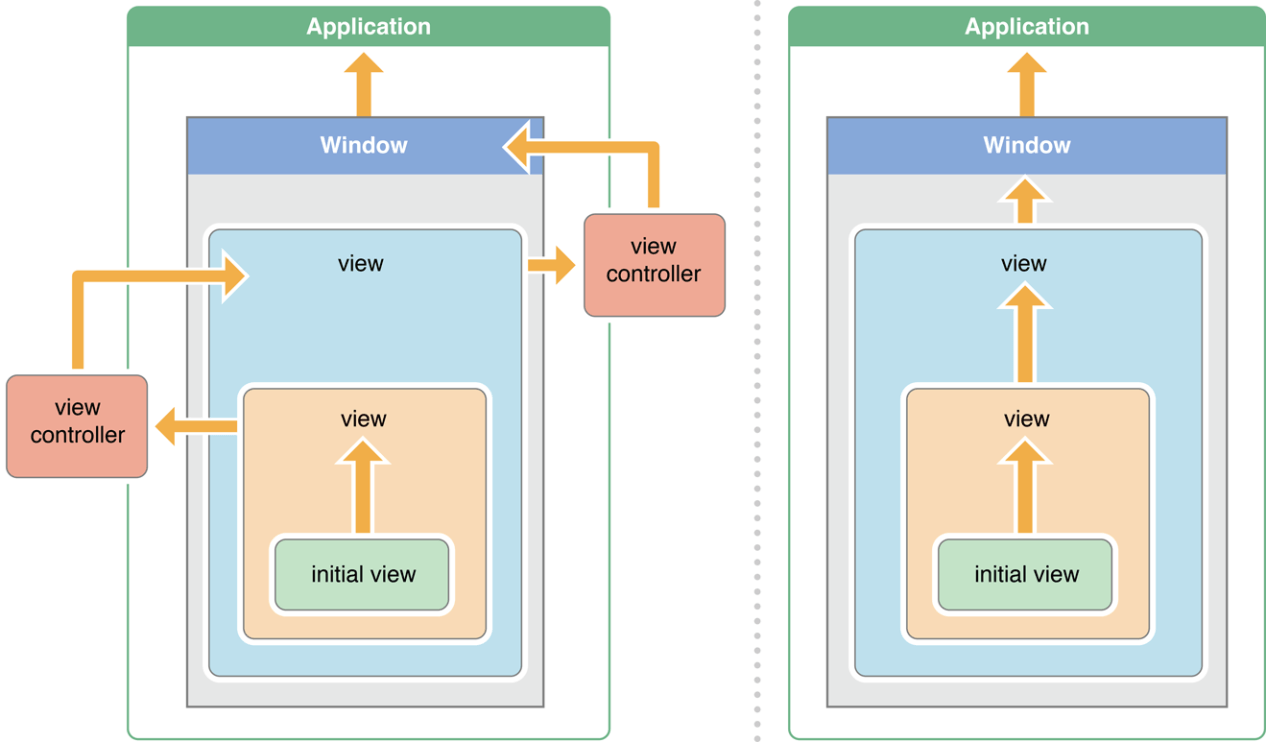 Application
Window
view
controller
view
view
controller
view
initial view
Application
Window
view
view
initial view